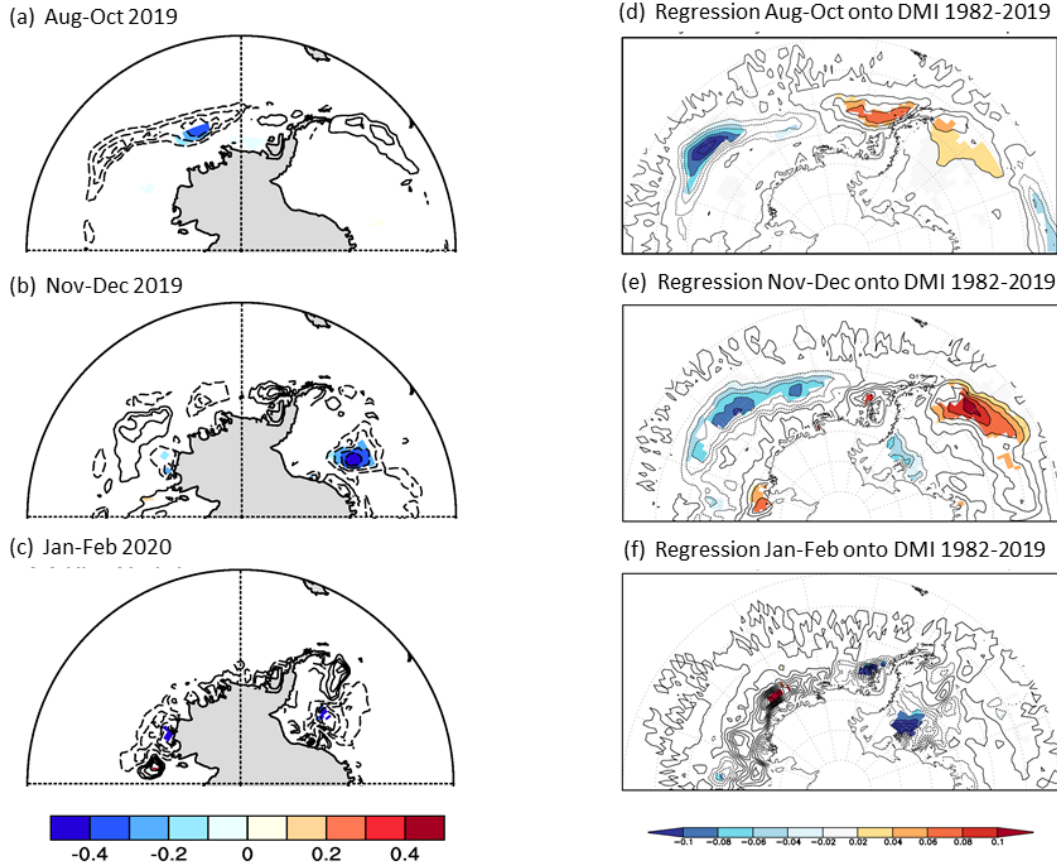 (a) Aug-Oct 2019
(d) Regression Aug-Oct onto DMI 1982-2019
(b) Nov-Dec 2019
(e) Regression Nov-Dec onto DMI 1982-2019
(c) Jan-Feb 2020
(f) Regression Jan-Feb onto DMI 1982-2019
-0.4 -0.2 0 0.2 0.4
-0.1 -0.08 -0.06 -0.04 -0.02 0.02 0.04 0.06 0.08 0.1